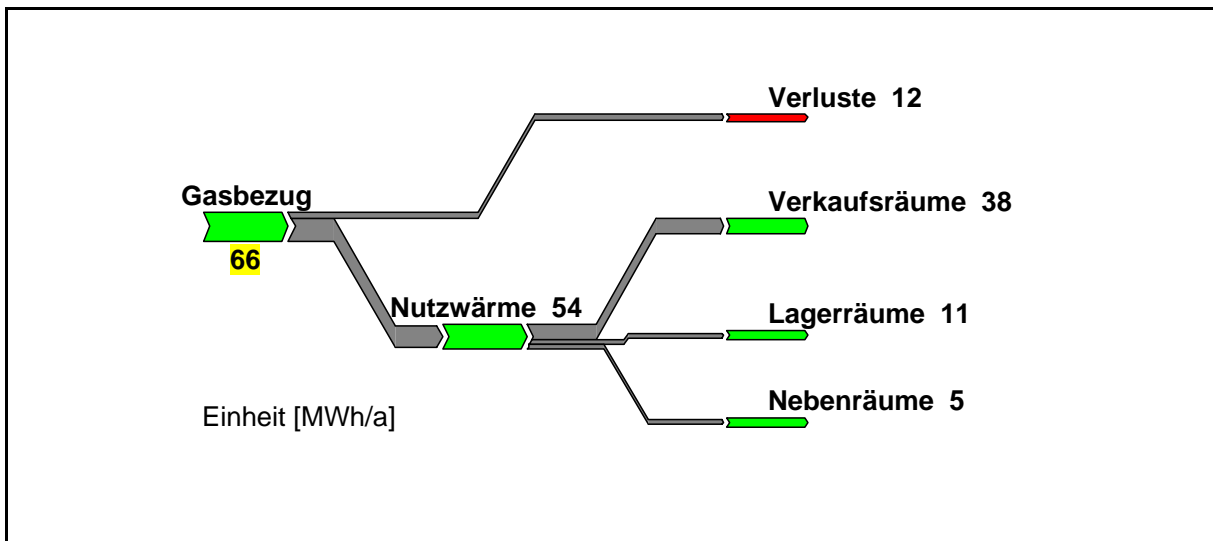 Verluste 12
Gasbezug
66
Verkaufsräume 38
Nutzwärme 54
Lagerräume 11
Nebenräume 5
Einheit [MWh/a]